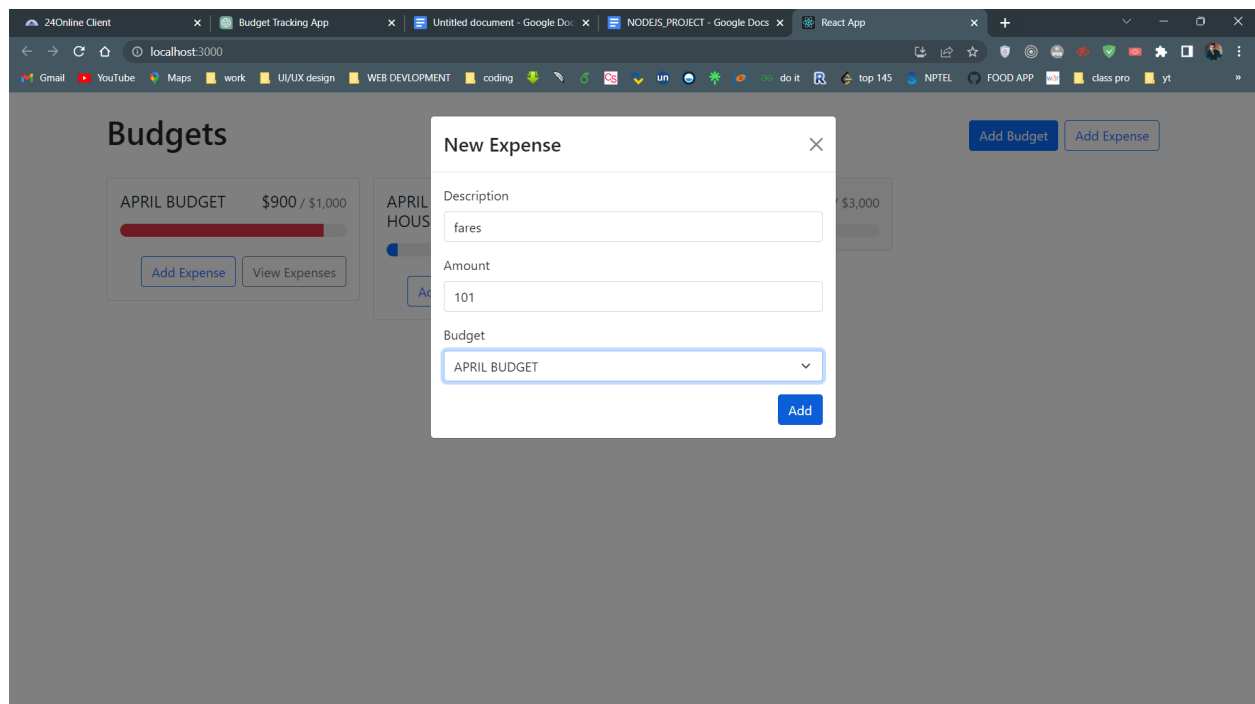 24Online Client
Budget Tracking App
Untitled document - Google Doc
NODEJS_PROJECT - Google Docs
React App
localhost:3000
Gmail YouTube Maps work UI/UX design WEB DEVLOPMENT coding CS un do it R top 145 NPTEL FOOD APP class pro yt »
Budgets
Add Budget Add Expense
APRIL BUDGET $900 / $1,000
Add Expense View Expenses
APRIL
HOUS
/ $3,000
New Expense
Description
fares
Amount
101
Budget
APRIL BUDGET
Add